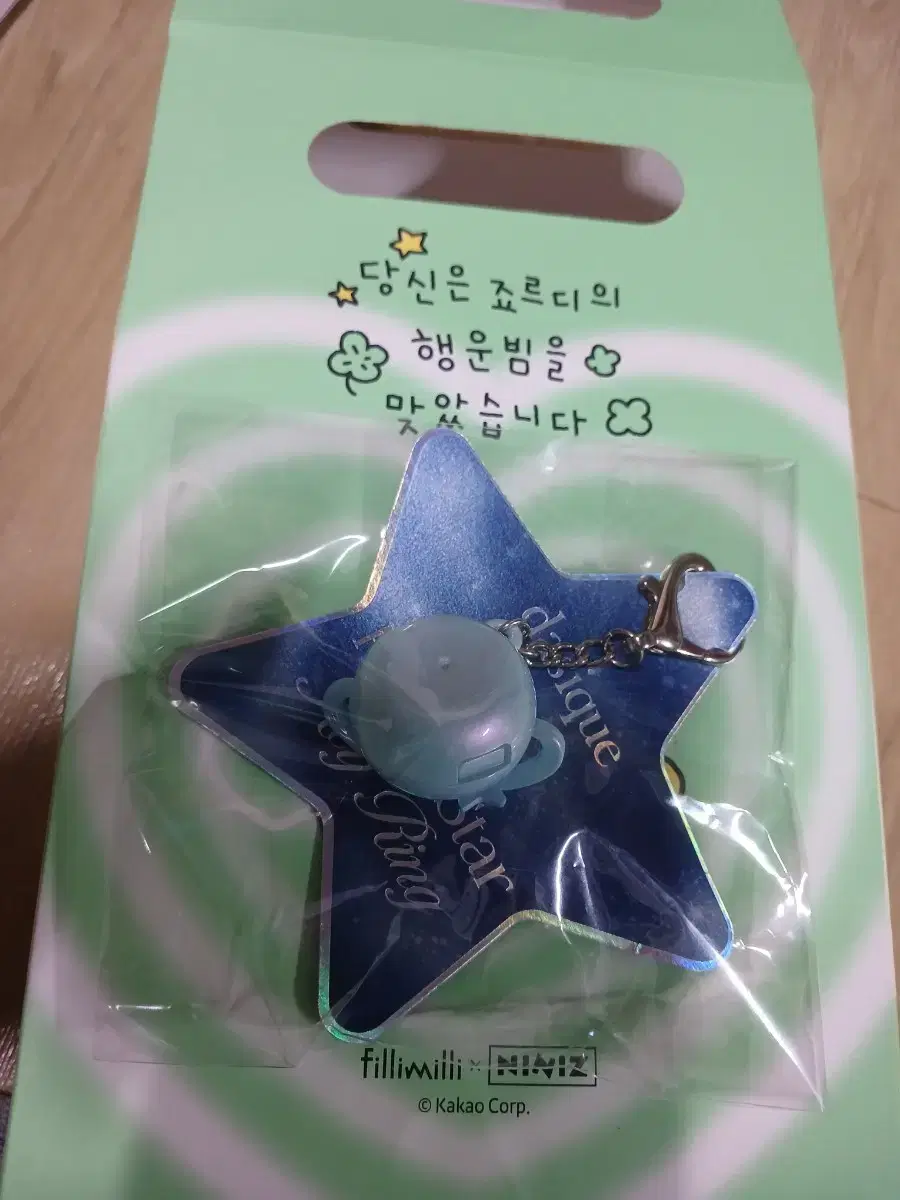 당신은 죠르디의
행운빔을
맞았습니다
dasique
Star
Ring
fillimilli × NINIZ
© Kakao Corp.